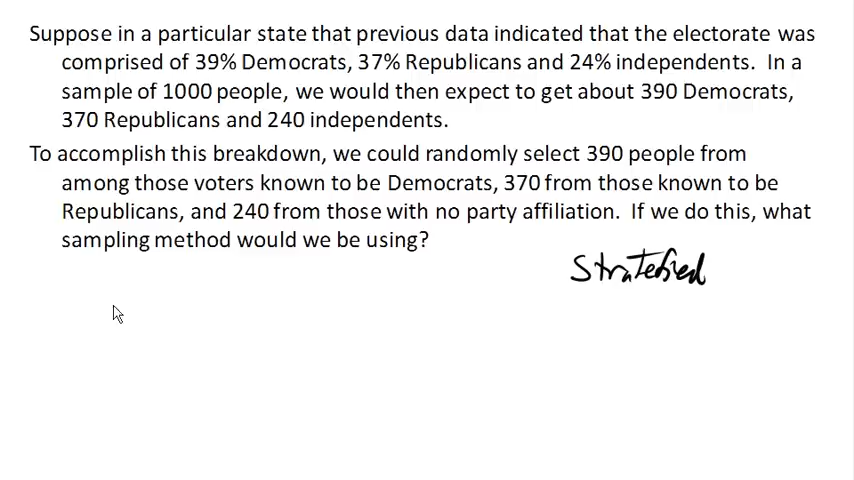 Suppose in a particular state that previous data indicated that the electorate was
comprised of 39% Democrats, 37% Republicans and 24% independents. In a
sample of 1000 people, we would then expect to get about 390 Democrats,
370 Republicans and 240 independents.
To accomplish this breakdown, we could randomly select 390 people from
among those voters known to be Democrats, 370 from those known to be
Republicans, and 240 from those with no party affiliation. If we do this, what
sampling method would we be using?
Stratefied